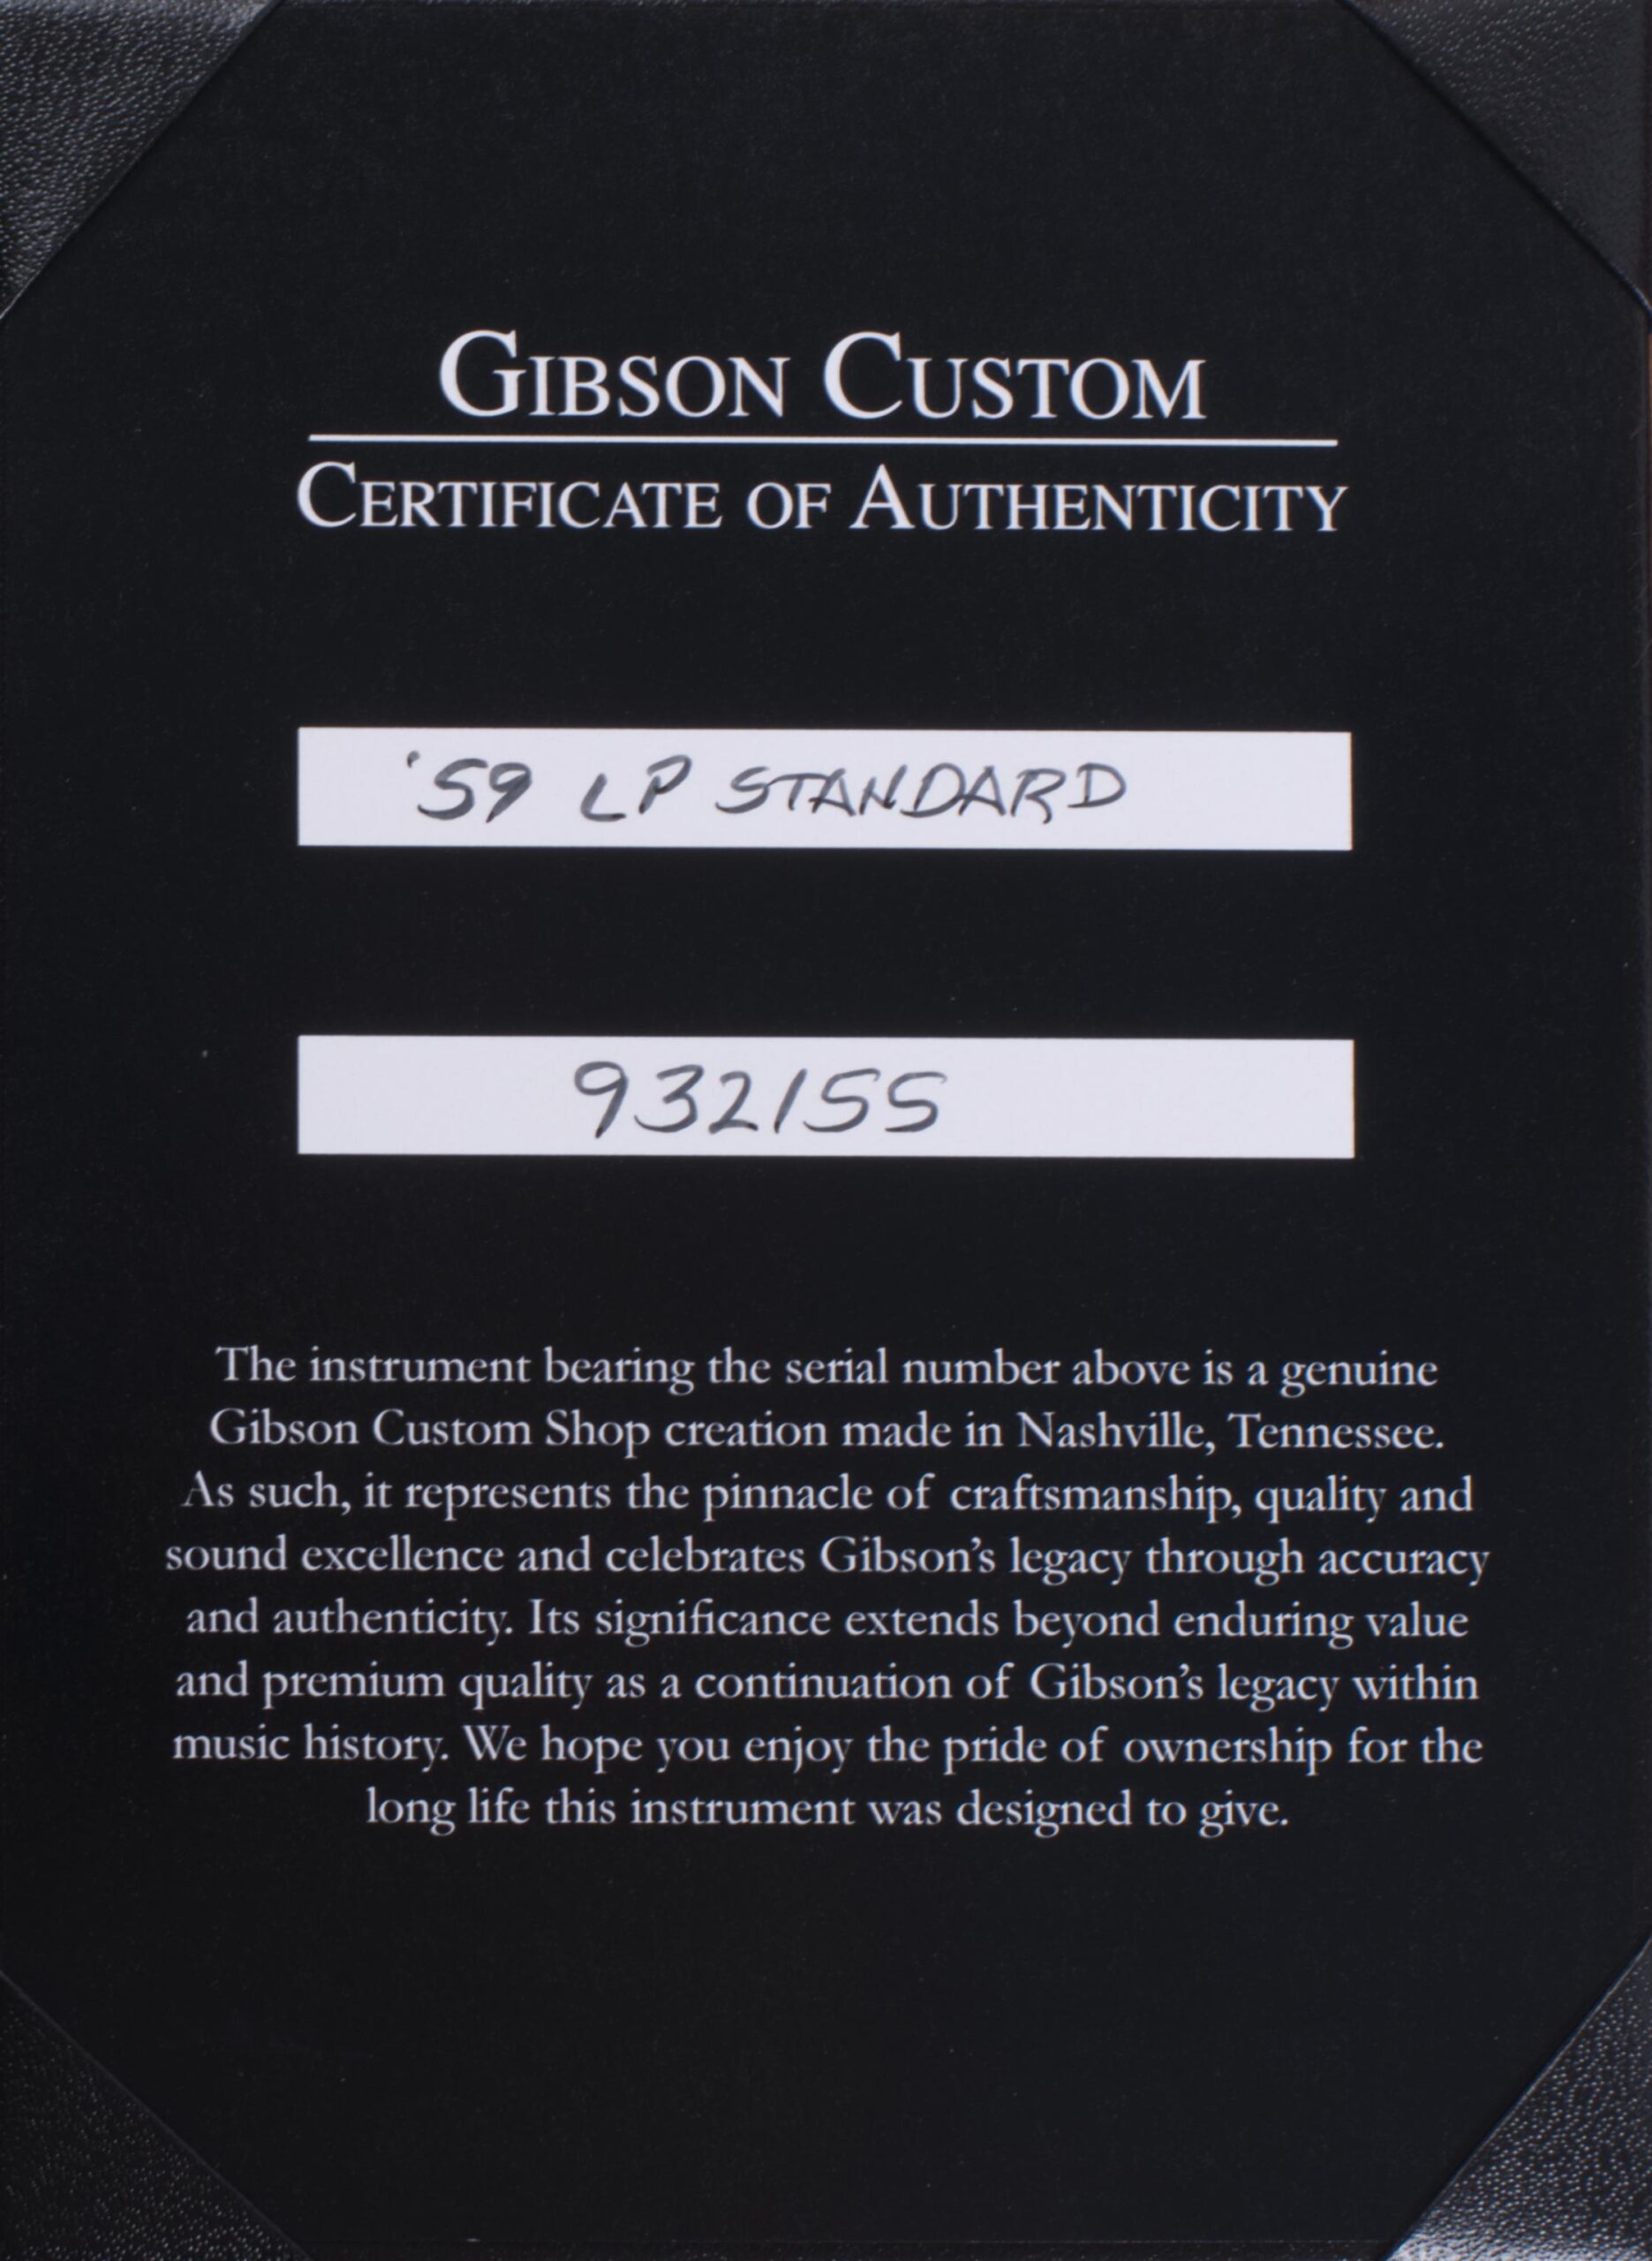 GIBSON CUSTOM
CERTIFICATE OF AUTHENTICITY
'59 LP STANDARD
932155
The instrument bearing the serial number above is a genuine
Gibson Custom Shop creation made in Nashville, Tennessee.
As such, it represents the pinnacle of craftsmanship, quality and
sound excellence and celebrates Gibson’s legacy through accuracy
and authenticity. Its significance extends beyond enduring value
and premium quality as a continuation of Gibson’s legacy within
music history. We hope you enjoy the pride of ownership for the
long life this instrument was designed to give.